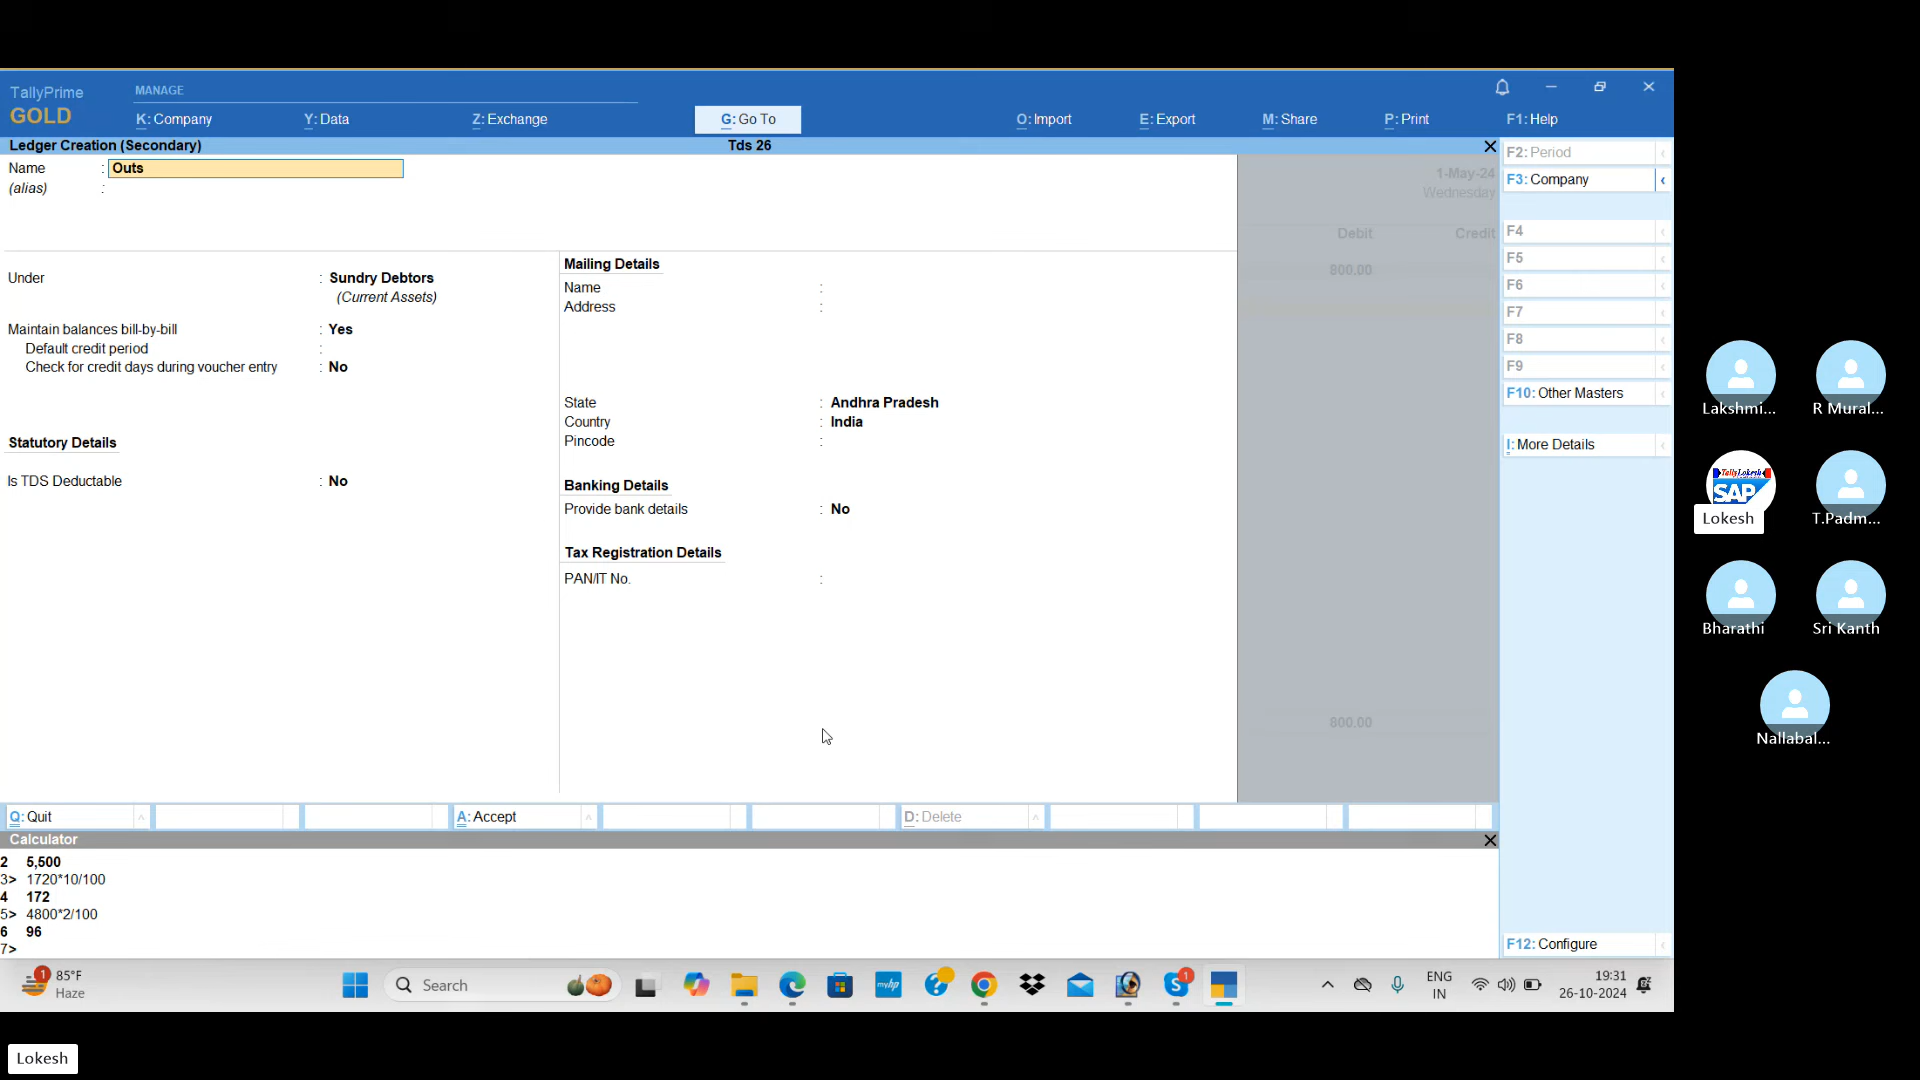 TallyPrime
GOLD
MANAGE
K: Company
Y: Data
Z: Exchange
G: Go To
O: Import
E: Export
M: Share
P: Print
F1: Help
Ledger Creation (Secondary)
Tds 26
Name : Outs
(alias) :
1-May-24
Wednesday
Debit Credit
800.00
Under : Sundry Debtors
(Current Assets)
Maintain balances bill-by-bill : Yes
Default credit period :
Check for credit days during voucher entry : No
Statutory Details
Is TDS Deductable : No
Mailing Details
Name :
Address :
State : Andhra Pradesh
Country : India
Pincode :
Banking Details
Provide bank details : No
Tax Registration Details
PAN/IT No. :
800.00
F2: Period
F3: Company
F4
F5
F6
F7
F8
F9
F10: Other Masters
I: More Details
F12: Configure
Q: Quit
A: Accept
D: Delete
Calculator
2 5,500
3> 1720*10/100
4 172
5> 4800*2/100
6 96
7>
1
85°F
Haze
Search
myhp
1
ENG
IN
19:31
26-10-2024
Lakshmi...
R Mural...
TallyLokesh
SAP
Lokesh
T.Padm...
Bharathi
Sri Kanth
Nallabal...
Lokesh